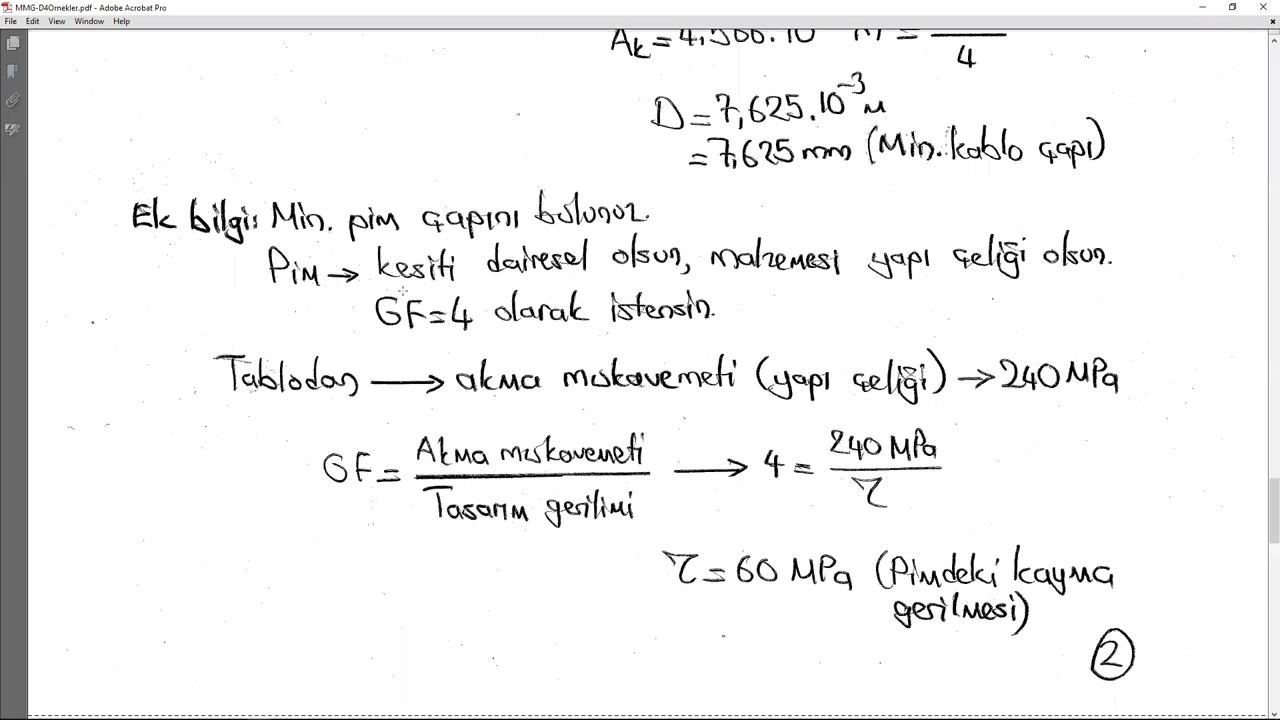 MMG-D4Ornekler.pdf - Adobe Acrobat Pro
File Edit View Window Help
4
D = 7,625.10⁻³ m
= 7,625 mm (Min. kablo çapı)
Ek bilgi: Min. pim çapını bulunuz.
Pim → kesiti dairesel olsun, malzemesi yapı çeliği olsun.
GF=4 olarak istensin.
Tablodan → akma mukavemeti (yapı çeliği) → 240 MPa
GF = Akma mukavemeti / Tasarım gerilimi → 4 = 240 MPa / τ
τ = 60 MPa (Pimdeki kayma
gerilmesi)
2